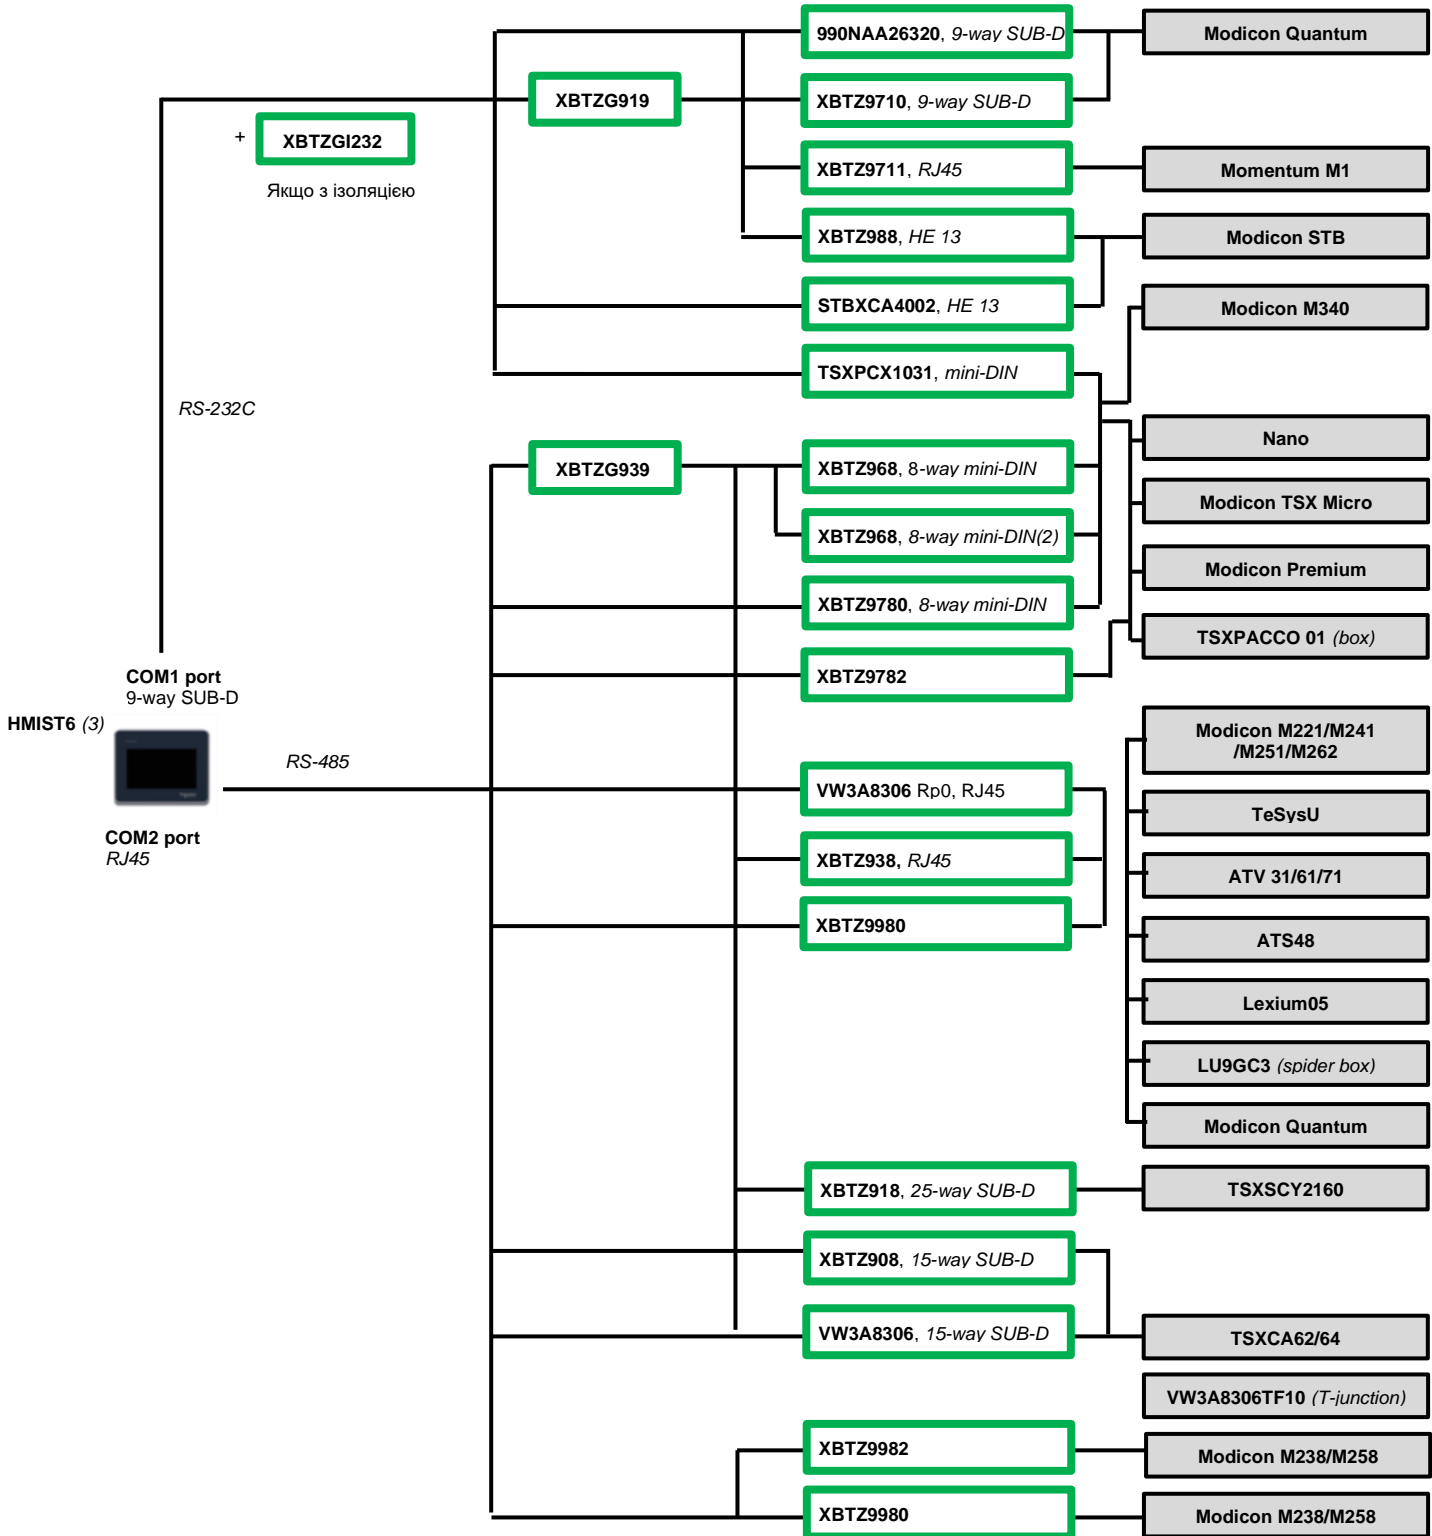 990NAA26320, 9-way SUB-D
Modicon Quantum
XBTZG919
XBTZ9710, 9-way SUB-D
+
XBTZGI232
Якщо з ізоляцією
XBTZ9711, RJ45
Momentum M1
XBTZ988, HE 13
Modicon STB
STBXCA4002, HE 13
Modicon M340
TSXPCX1031, mini-DIN
RS-232C
Nano
XBTZG939
XBTZ968, 8-way mini-DIN
Modicon TSX Micro
XBTZ968, 8-way mini-DIN(2)
Modicon Premium
XBTZ9780, 8-way mini-DIN
TSXPACCO 01 (box)
XBTZ9782
COM1 port
9-way SUB-D
HMIST6 (3)
Modicon M221/M241
/M251/M262
RS-485
VW3A8306 Rp0, RJ45
TeSysU
COM2 port
RJ45
XBTZ938, RJ45
ATV 31/61/71
XBTZ9980
ATS48
Lexium05
LU9GC3 (spider box)
Modicon Quantum
XBTZ918, 25-way SUB-D
TSXSCY2160
XBTZ908, 15-way SUB-D
VW3A8306, 15-way SUB-D
TSXCA62/64
VW3A8306TF10 (T-junction)
XBTZ9982
Modicon M238/M258
XBTZ9980
Modicon M238/M258